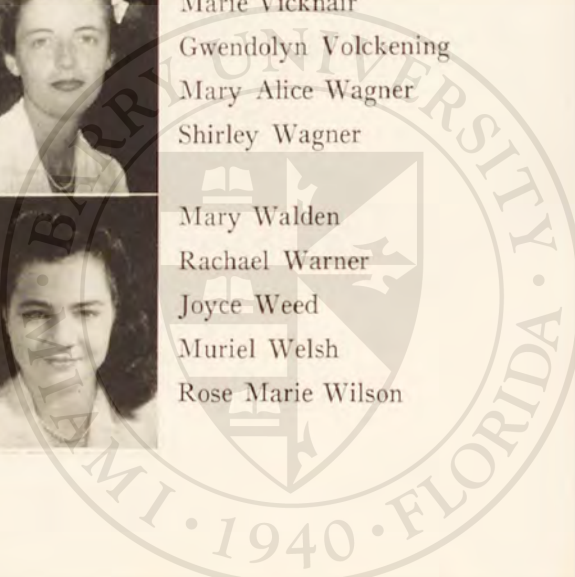 Marie Vicknair
Gwendolyn Volckening
Mary Alice Wagner
Shirley Wagner
Mary Walden
Rachael Warner
Joyce Weed
Muriel Welsh
Rose Marie Wilson
BARRY UNIVERSITY
MIAMI · 1940 · FLORIDA